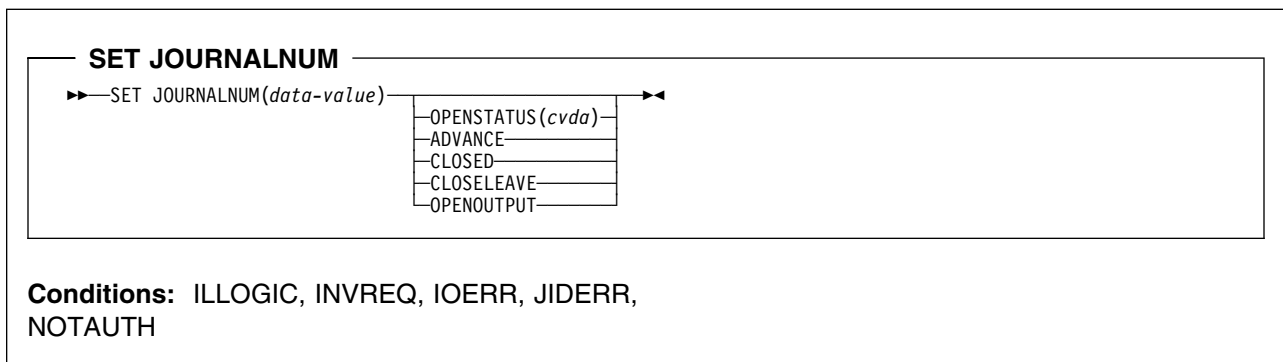 SET JOURNALNUM
SET JOURNALNUM(data-value)
OPENSTATUS(cvda)
ADVANCE
CLOSED
CLOSELEAVE
OPENOUTPUT
Conditions: ILLOGIC, INVREQ, IOERR, JIDERR,
NOTAUTH